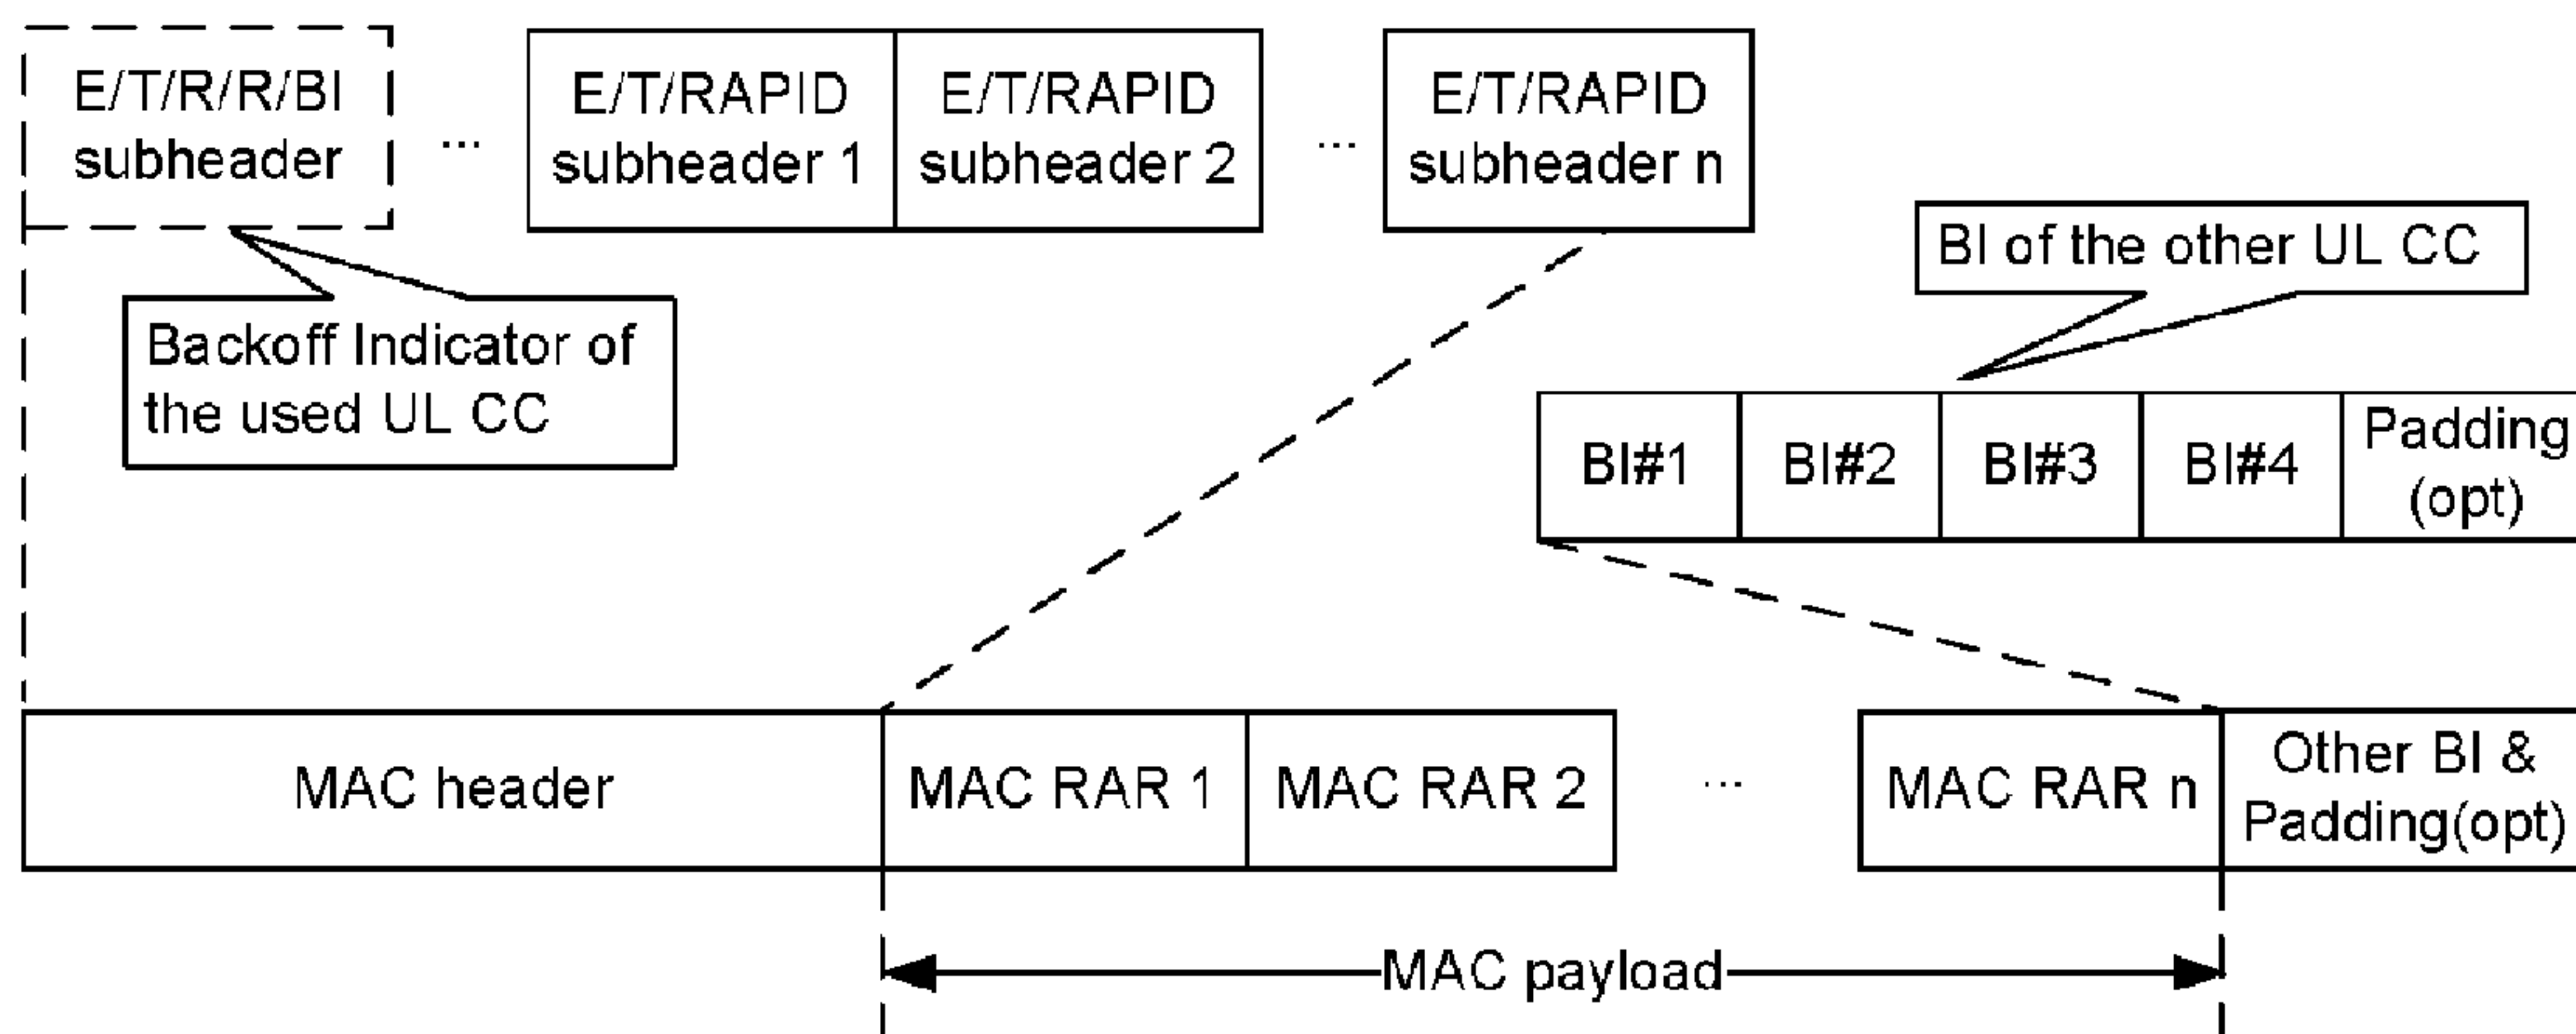 E/T/R/R/BI
subheader
...
E/T/RAPID
subheader 1
E/T/RAPID
subheader 2
...
E/T/RAPID
subheader n
Backoff Indicator of
the used UL CC
BI of the other UL CC
BI#1
BI#2
BI#3
BI#4
Padding
(opt)
MAC header
MAC RAR 1
MAC RAR 2
...
MAC RAR n
Other BI &
Padding(opt)
MAC payload